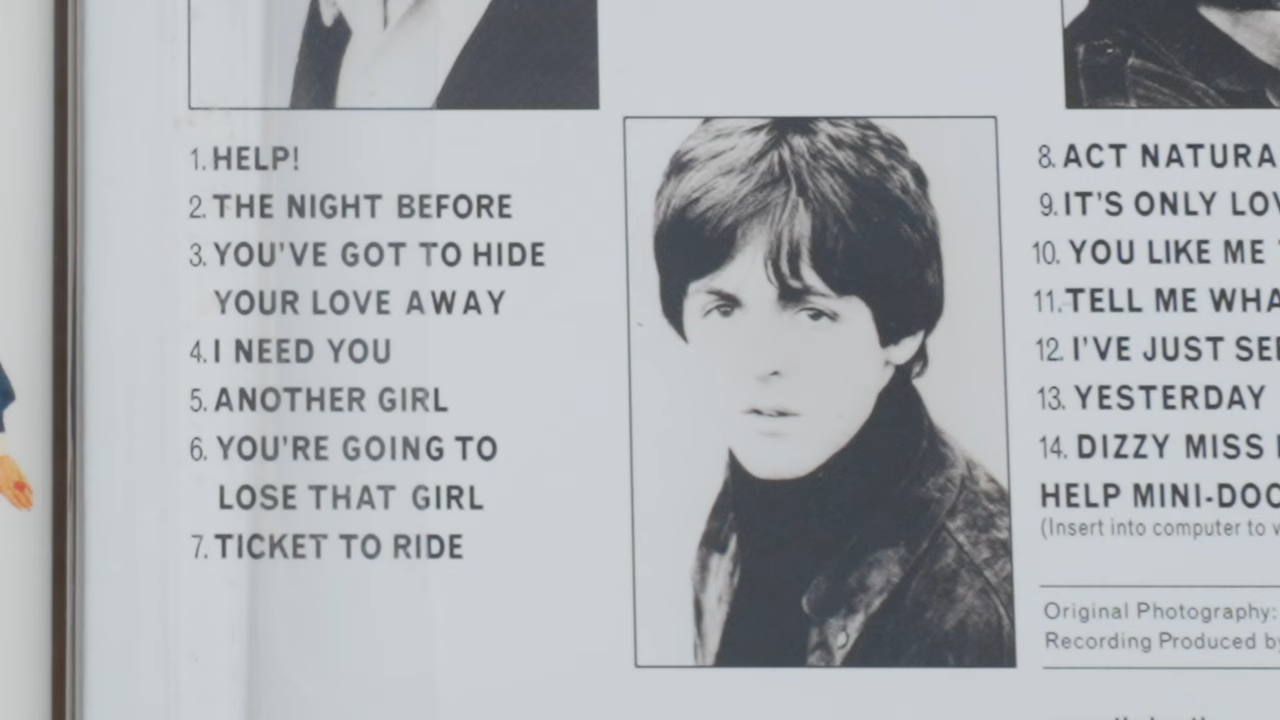 1. HELP!
2. THE NIGHT BEFORE
3. YOU'VE GOT TO HIDE
YOUR LOVE AWAY
4. I NEED YOU
5. ANOTHER GIRL
6. YOU'RE GOING TO
LOSE THAT GIRL
7. TICKET TO RIDE
8. ACT NATURA
9. IT'S ONLY LOV
10. YOU LIKE ME
11. TELL ME WHA
12. I'VE JUST SEE
13. YESTERDAY
14. DIZZY MISS
HELP MINI-DOC
(Insert into computer to v
Original Photography:
Recording Produced by